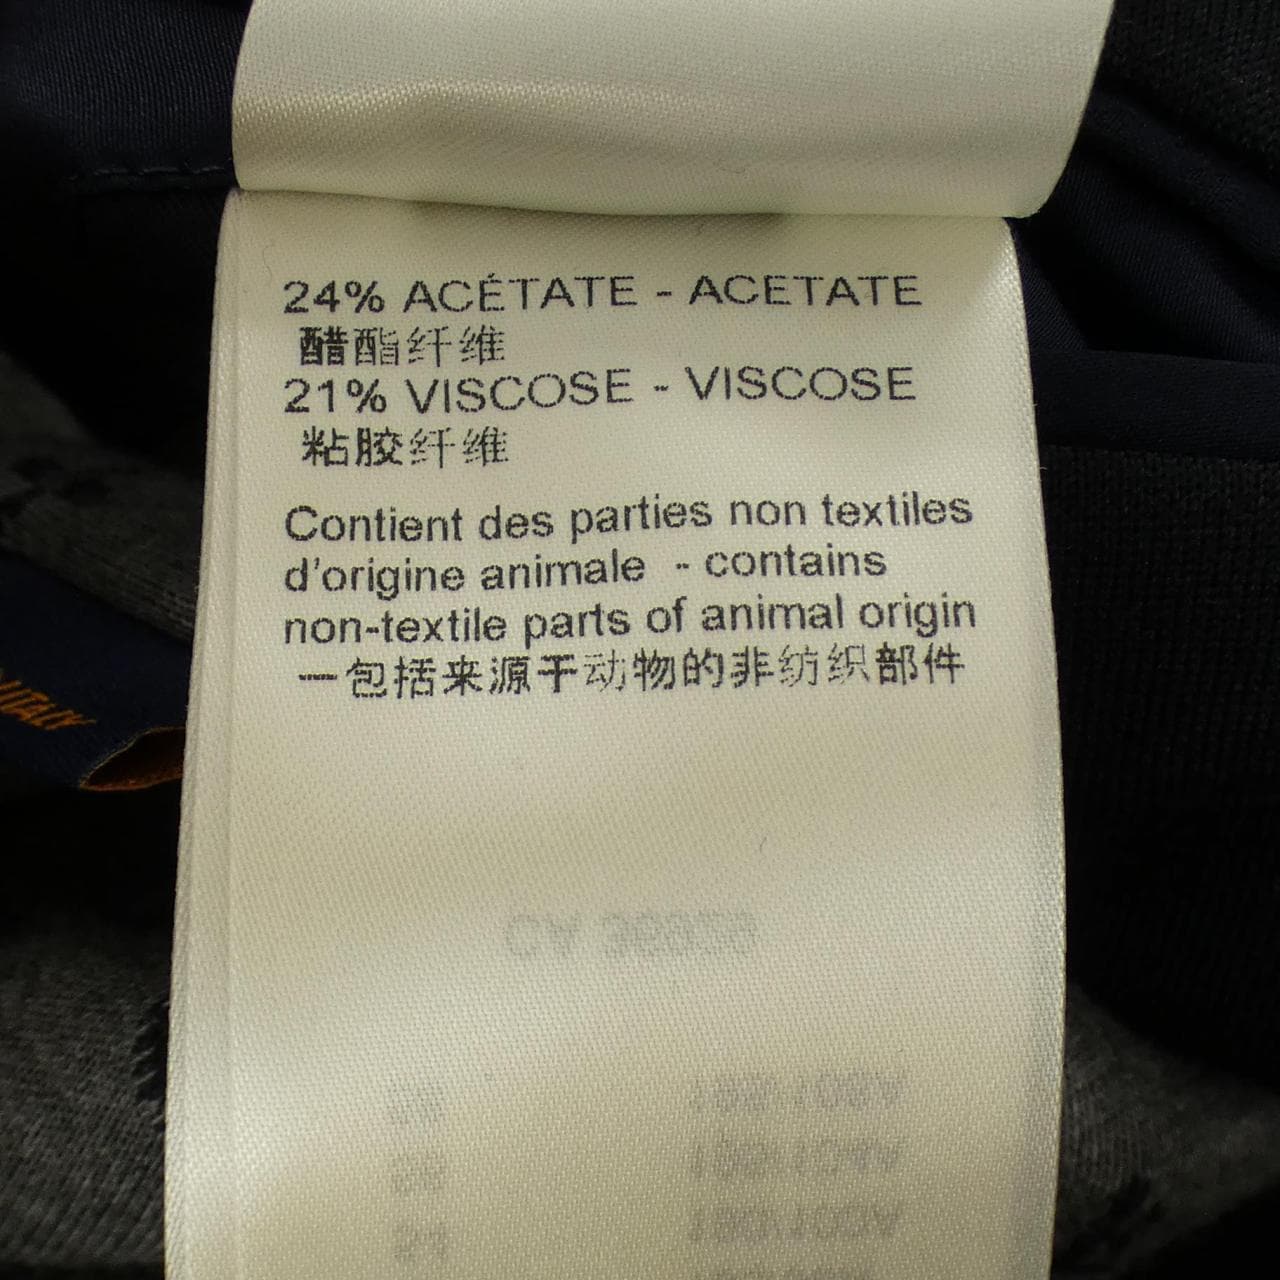 24% ACÉTATE - ACETATE
醋酯纤维
21% VISCOSE - VISCOSE
粘胶纤维
Contient des parties non textiles
d'origine animale - contains
non-textile parts of animal origin
一包括来源于动物的非纺织部件
ITALY